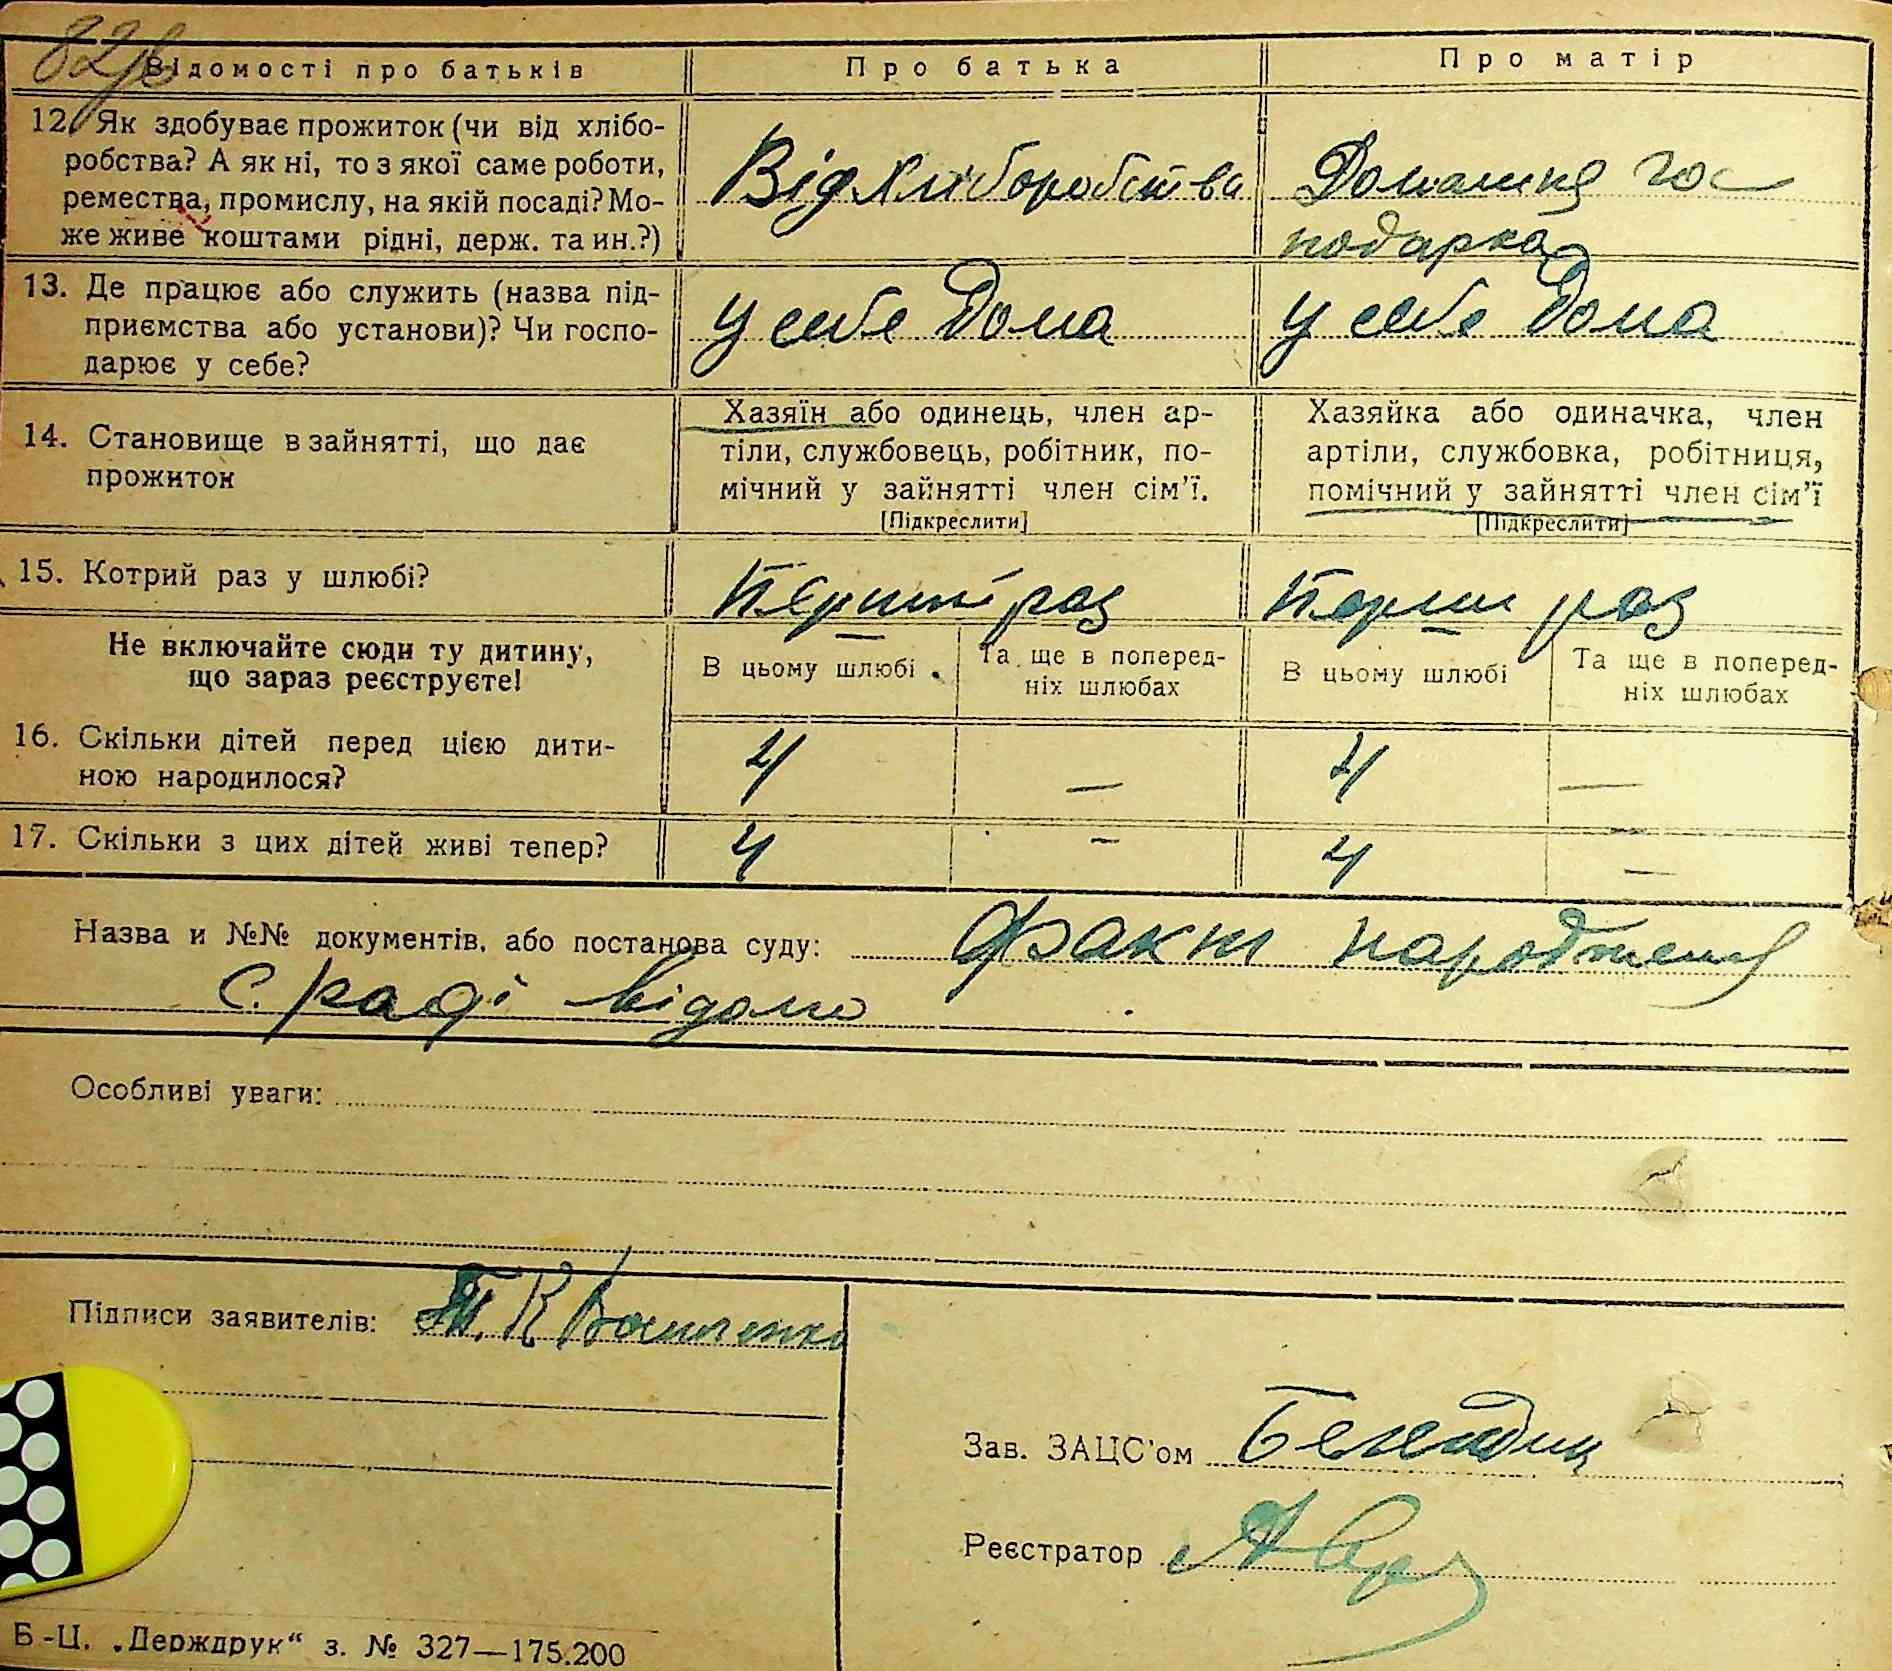 82зв
Відомості про батьків
Про батька
Про матір
12. Як здобуває прожиток (чи від хлібо-
робства? А як ні, то з якої саме роботи,
ремества, промислу, на якій посаді? Мо-
же живе коштами рідні, держ. та ин.?)
Від хліборобства
Домашня гос
подарка
13. Де працює або служить (назва під-
приємства або установи)? Чи госпо-
дарює у себе?
у себе дома
у себе дома
14. Становище в зайнятті, що дає
прожиток
Хазяїн або одинець, член ар-
тіли, службовець, робітник, по-
мічний у зайнятті член сім'ї.
[Підкреслити]
Хазяйка або одиначка, член
артіли, службовка, робітниця,
помічний у зайнятті член сім'ї
[Підкреслити]
15. Котрий раз у шлюбі?
Перший раз
Перши раз
Не включайте сюди ту дитину,
що зараз реєструєте!
В цьому шлюбі
Та ще в поперед-
ніх шлюбах
В цьому шлюбі
Та ще в поперед-
ніх шлюбах
16. Скільки дітей перед цією дити-
ною народилося?
4
—
4
—
17. Скільки з цих дітей живі тепер?
4
-
4
—
Назва и №№ документів, або постанова суду: Факт народження
с. раді відомо
Особливі уваги:
Підписи заявителів: Т. К
Зав. ЗАЦС'ом
Реєстратор
Б-Ц. „Держдрук“ з. № 327—175.200